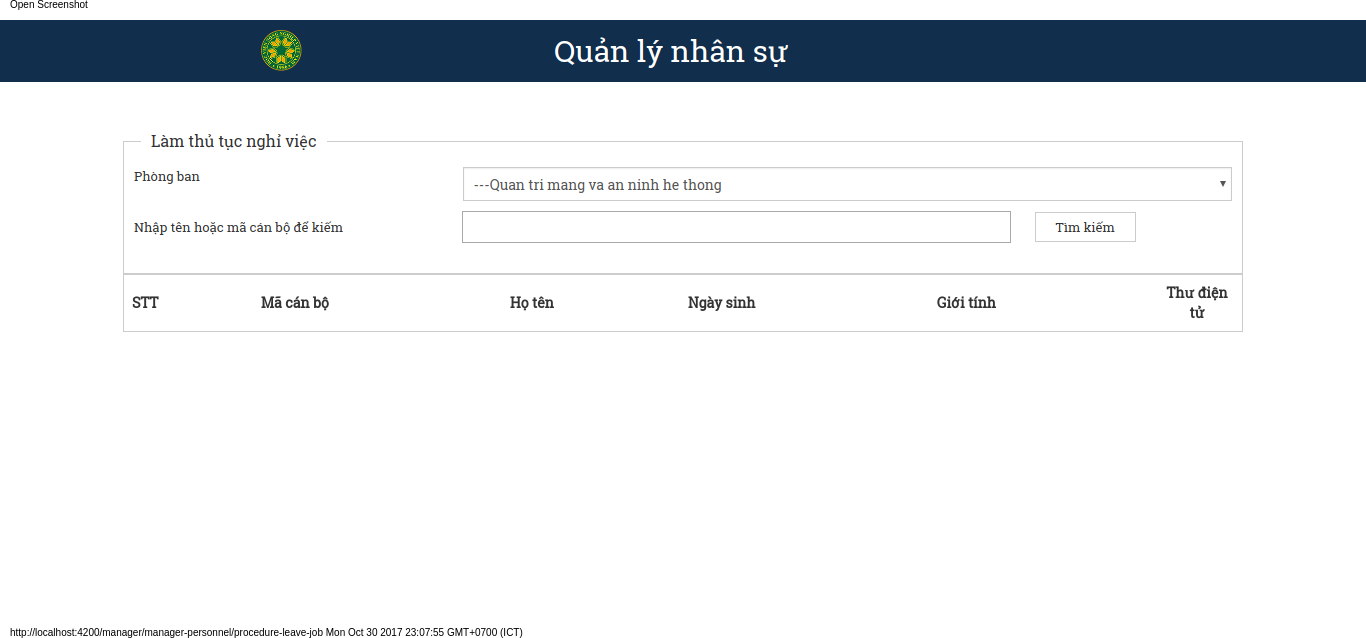 Open Screenshot
Quản lý nhân sự
Làm thủ tục nghỉ việc
Phòng ban
---Quan tri mang va an ninh he thong
Nhập tên hoặc mã cán bộ để kiếm
Tìm kiếm
STT Mã cán bộ Họ tên Ngày sinh Giới tính Thư điện
tử
http://localhost:4200/manager/manager-personnel/procedure-leave-job Mon Oct 30 2017 23:07:55 GMT+0700 (ICT)